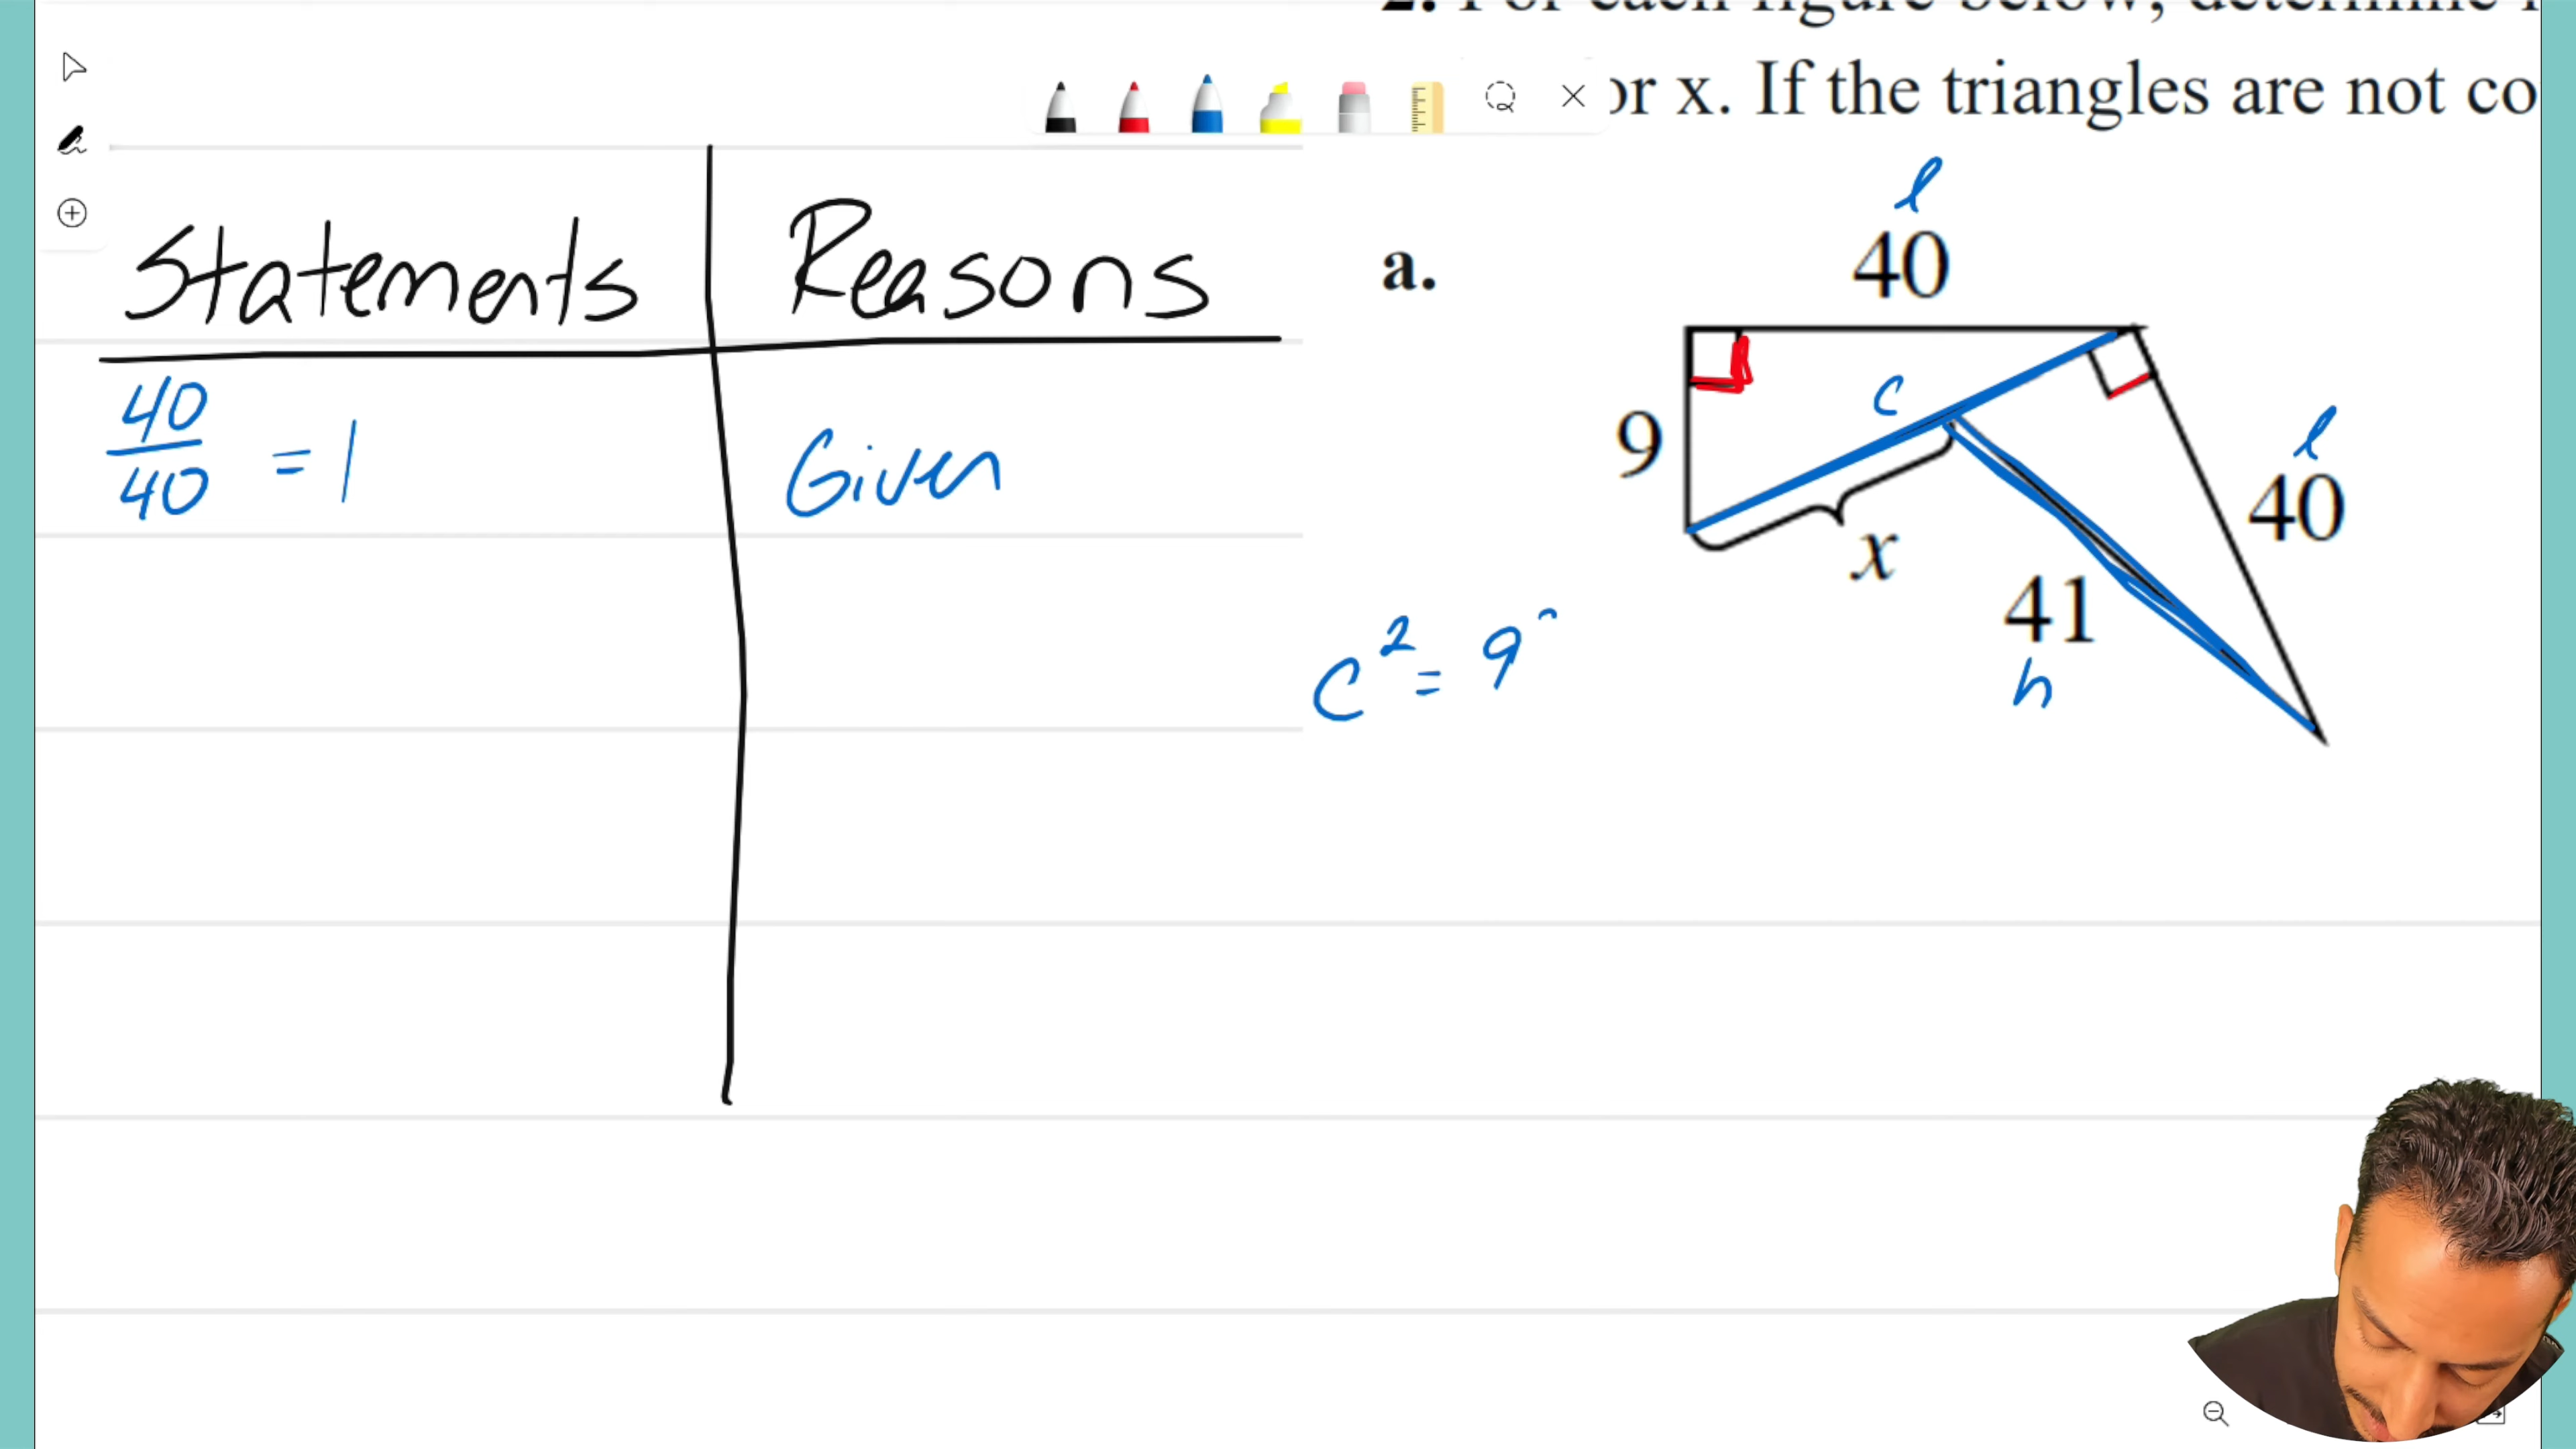 or x. If the triangles are not co
Statements Reasons
40/40 = 1 Given
a.
l
40
9
c
x
l
40
41
h
c² = 9